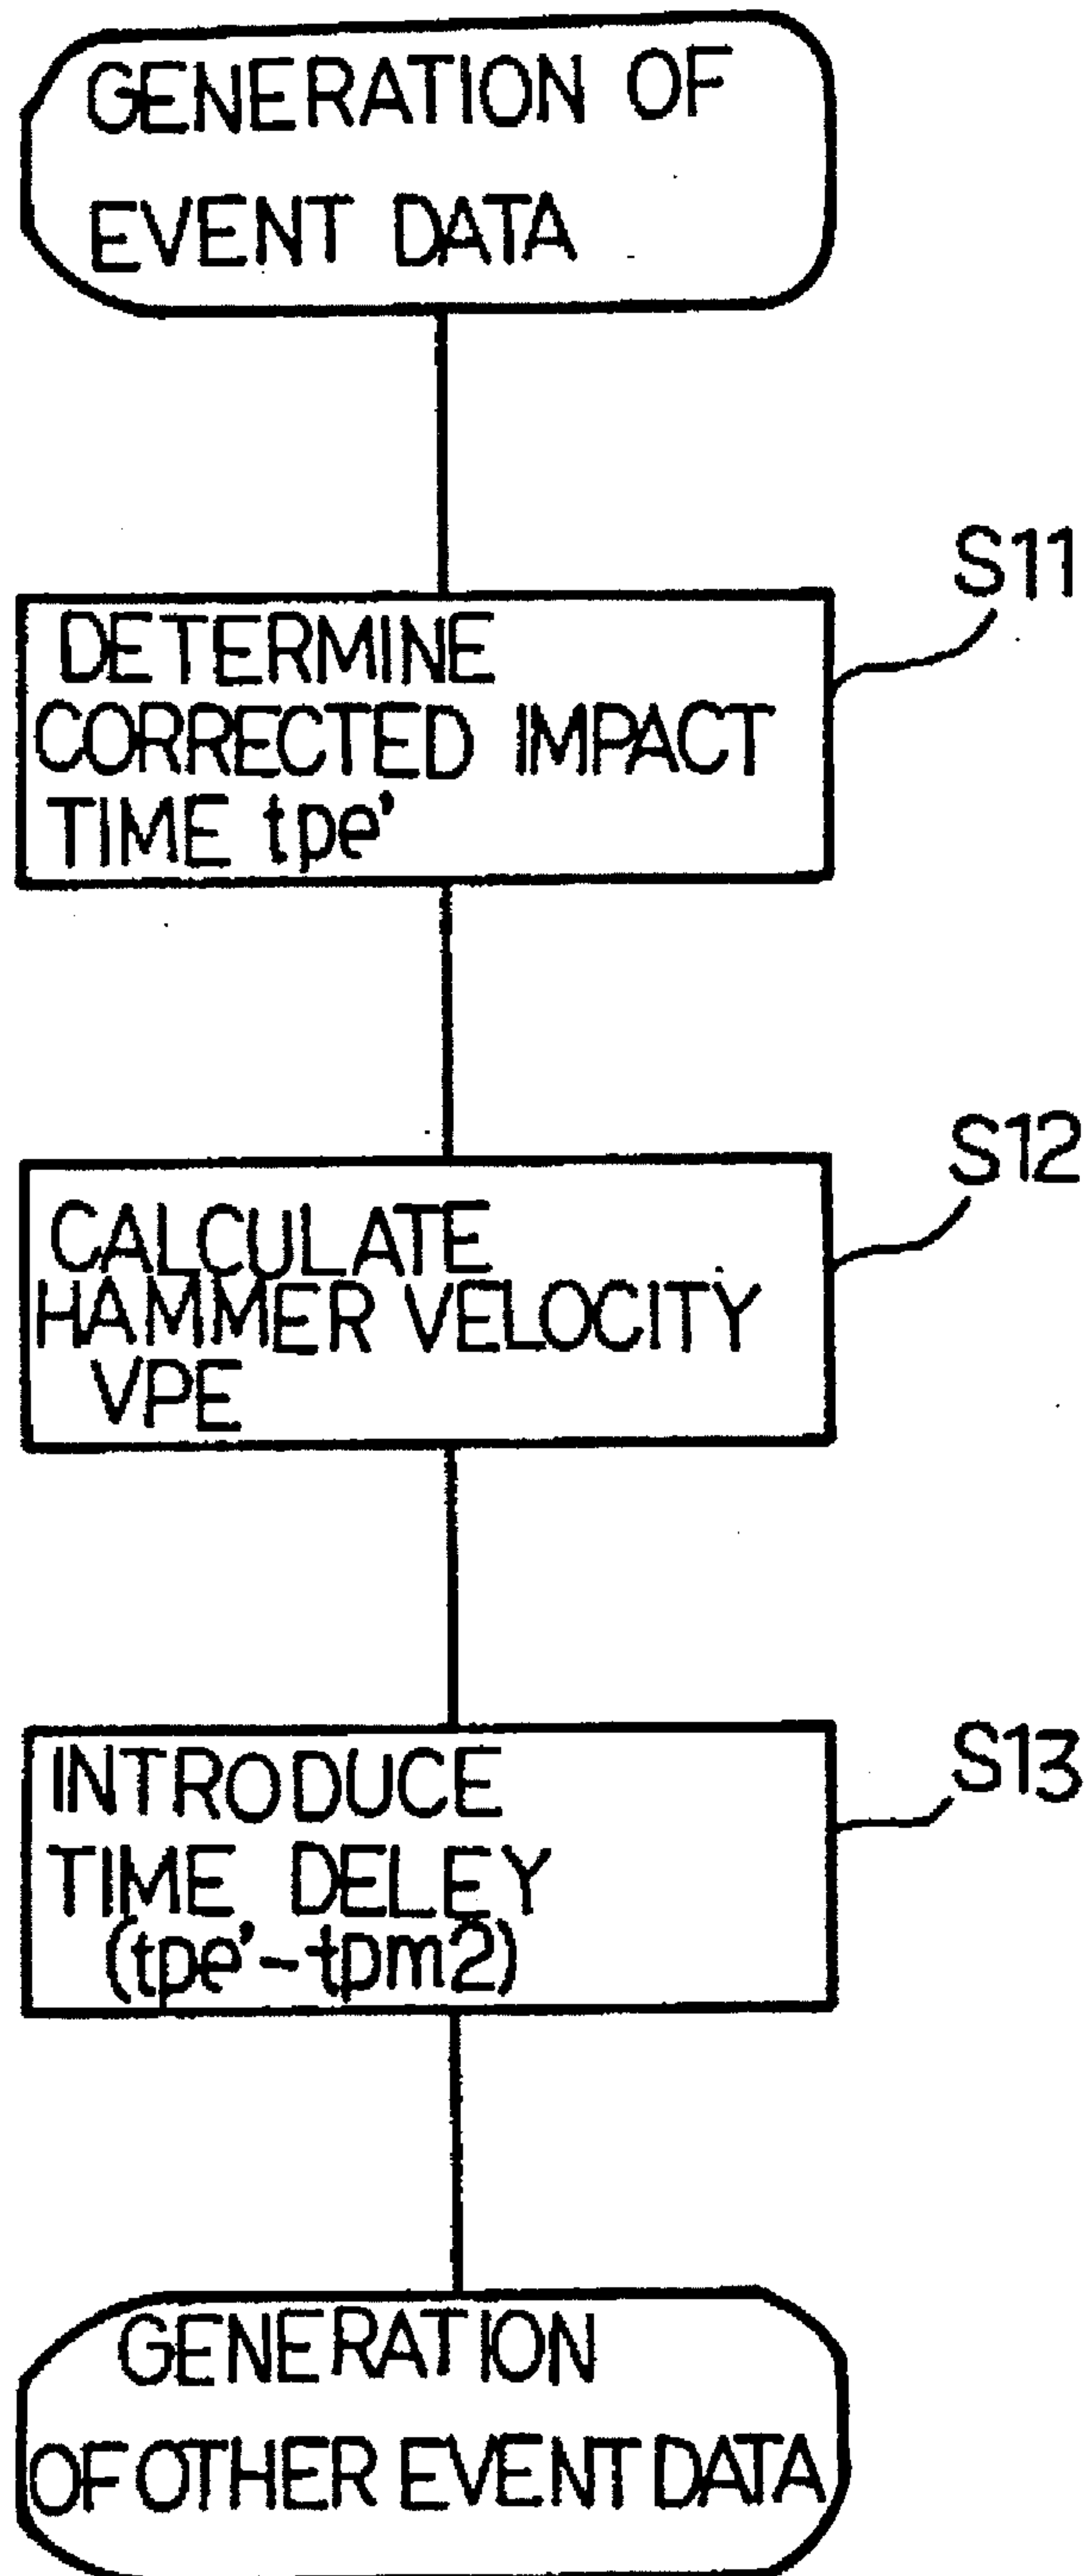 GENERATION OF
EVENT DATA
S11
DETERMINE
CORRECTED IMPACT
TIME tpe'
S12
CALCULATE
HAMMER VELOCITY
VPE
S13
INTRODUCE
TIME DELEY
(tpe'-tpm2)
GENERATION
OF OTHER EVENT DATA